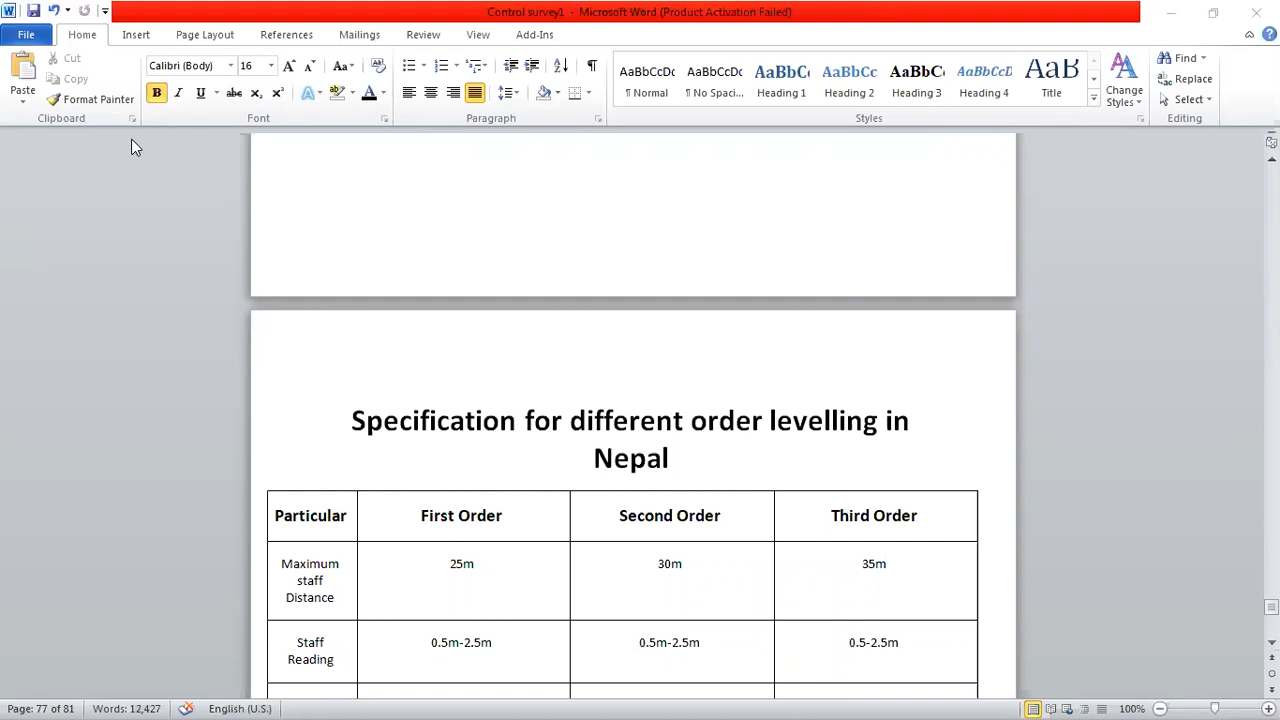 Control survey1 - Microsoft Word (Product Activation Failed)
File Home Insert Page Layout References Mailings Review View Add-Ins
Paste
Cut
Copy
Format Painter
Clipboard
Calibri (Body) 16
Font
Paragraph
AaBbCcDc AaBbCcDc AaBbCc AaBbCc AaBbCc AaBbCcDc AaB
¶ Normal ¶ No Spaci... Heading 1 Heading 2 Heading 3 Heading 4 Title
Change
Styles
Styles
Find
Replace
Select
Editing
Specification for different order levelling in
Nepal
Particular First Order Second Order Third Order
Maximum
staff
Distance
25m 30m 35m
Staff
Reading
0.5m-2.5m 0.5m-2.5m 0.5-2.5m
Page: 77 of 81 Words: 12,427 English (U.S.) 100%